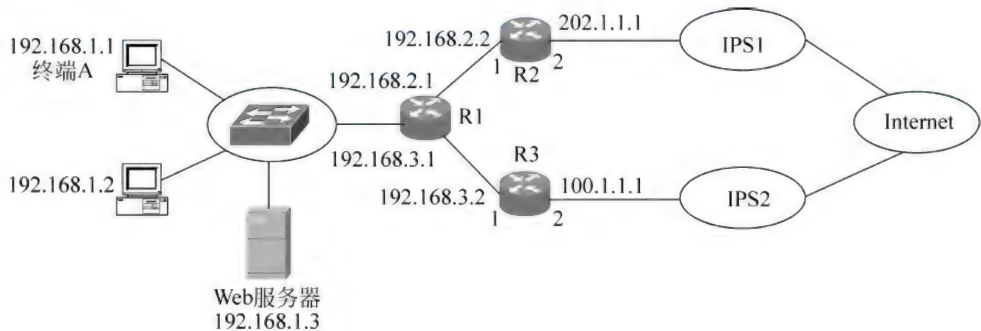 192.168.1.1
终端A
192.168.1.2
Web服务器
192.168.1.3
192.168.2.1
192.168.3.1
R1
192.168.2.2
1
R2
2
202.1.1.1
R3
192.168.3.2
1
2
100.1.1.1
IPS1
IPS2
Internet